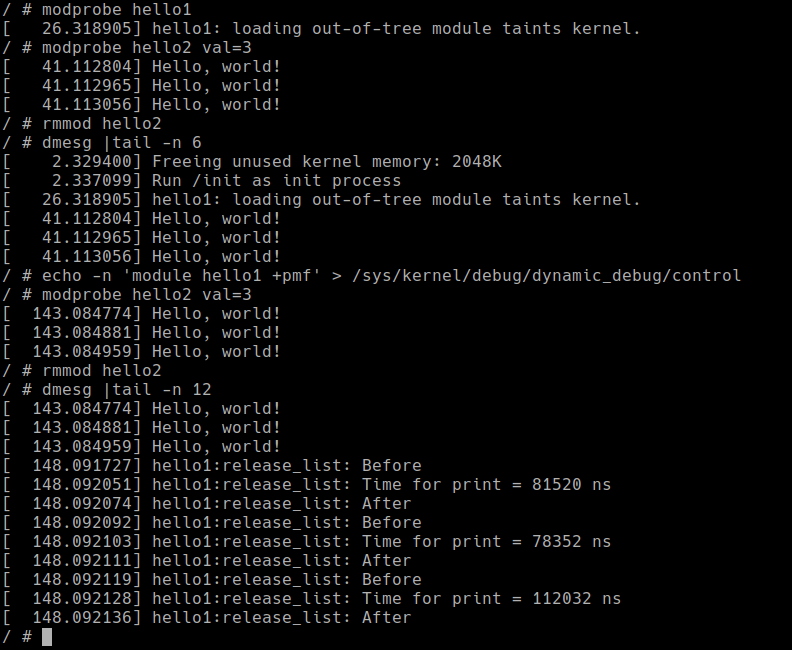 / # modprobe hello1
[   26.318905] hello1: loading out-of-tree module taints kernel.
/ # modprobe hello2 val=3
[   41.112804] Hello, world!
[   41.112965] Hello, world!
[   41.113056] Hello, world!
/ # rmmod hello2
/ # dmesg |tail -n 6
[    2.329400] Freeing unused kernel memory: 2048K
[    2.337099] Run /init as init process
[   26.318905] hello1: loading out-of-tree module taints kernel.
[   41.112804] Hello, world!
[   41.112965] Hello, world!
[   41.113056] Hello, world!
/ # echo -n 'module hello1 +pmf' > /sys/kernel/debug/dynamic_debug/control
/ # modprobe hello2 val=3
[  143.084774] Hello, world!
[  143.084881] Hello, world!
[  143.084959] Hello, world!
/ # rmmod hello2
/ # dmesg |tail -n 12
[  143.084774] Hello, world!
[  143.084881] Hello, world!
[  143.084959] Hello, world!
[  148.091727] hello1:release_list: Before
[  148.092051] hello1:release_list: Time for print = 81520 ns
[  148.092074] hello1:release_list: After
[  148.092092] hello1:release_list: Before
[  148.092103] hello1:release_list: Time for print = 78352 ns
[  148.092111] hello1:release_list: After
[  148.092119] hello1:release_list: Before
[  148.092128] hello1:release_list: Time for print = 112032 ns
[  148.092136] hello1:release_list: After
/ #